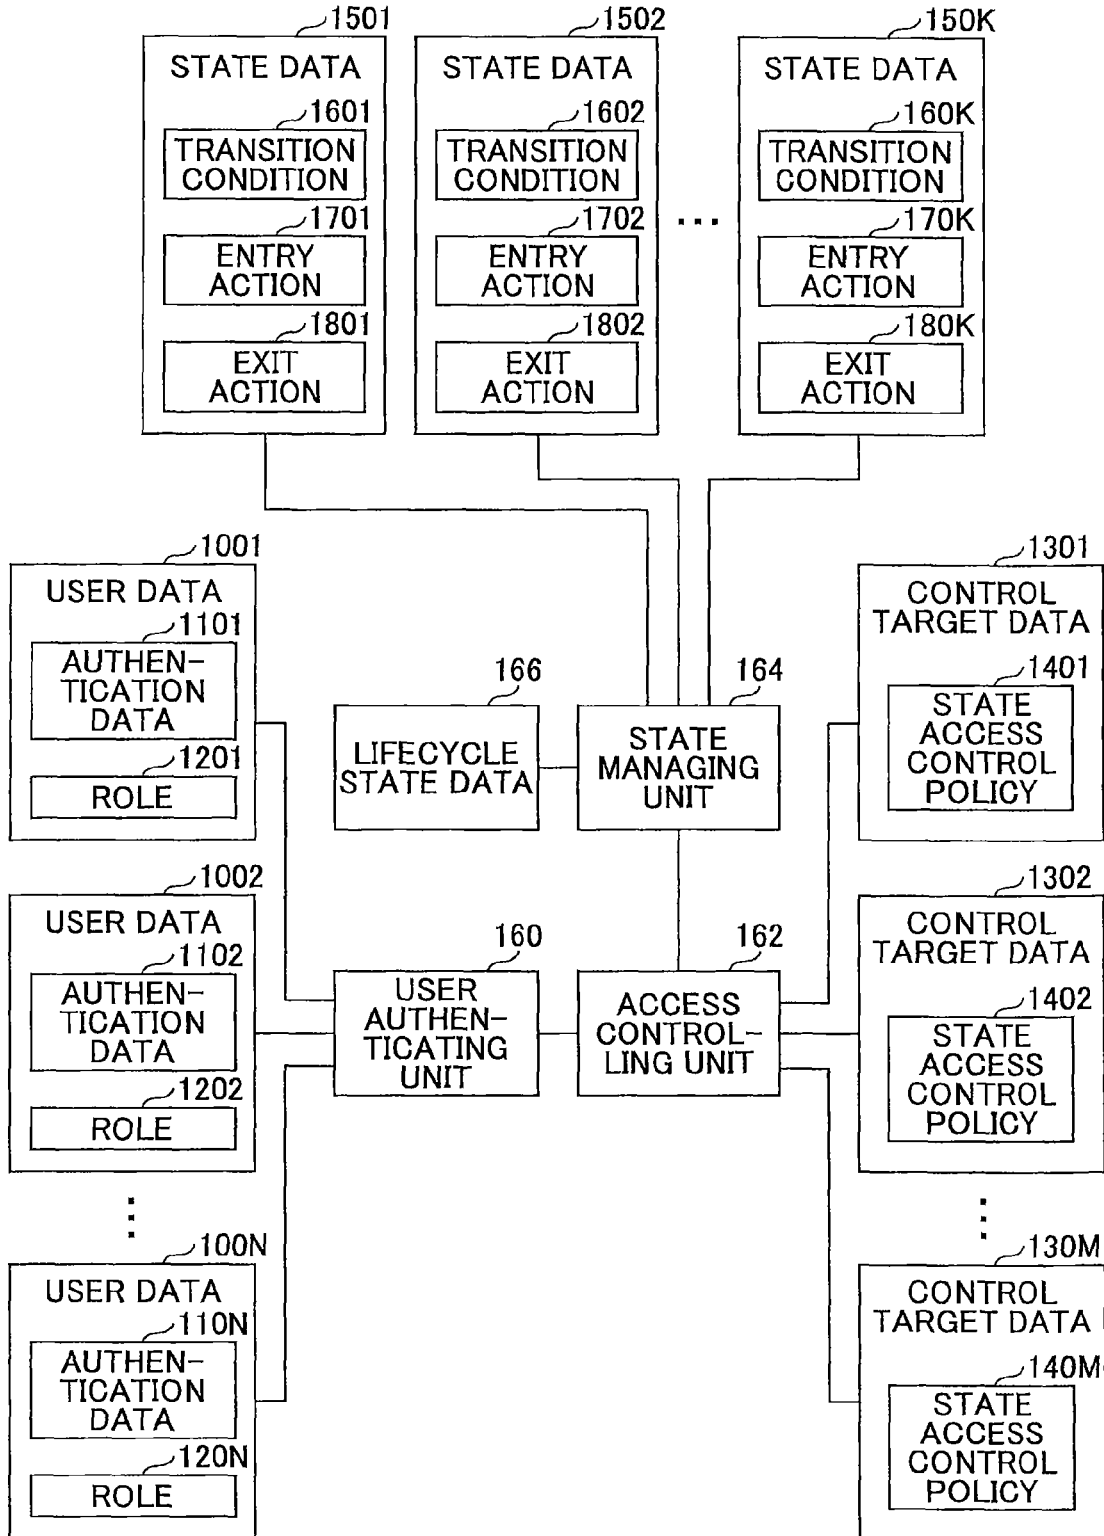 1501
STATE DATA
1601
TRANSITION
CONDITION
1701
ENTRY
ACTION
1801
EXIT
ACTION
1502
STATE DATA
1602
TRANSITION
CONDITION
1702
ENTRY
ACTION
1802
EXIT
ACTION
...
150K
STATE DATA
160K
TRANSITION
CONDITION
170K
ENTRY
ACTION
180K
EXIT
ACTION
1001
USER DATA
1101
AUTHEN-
TICATION
DATA
1201
ROLE
1002
USER DATA
1102
AUTHEN-
TICATION
DATA
1202
ROLE
100N
USER DATA
110N
AUTHEN-
TICATION
DATA
120N
ROLE
166
LIFECYCLE
STATE DATA
164
STATE
MANAGING
UNIT
160
USER
AUTHEN-
TICATING
UNIT
162
ACCESS
CONTROL-
LING UNIT
1301
CONTROL
TARGET DATA
1401
STATE
ACCESS
CONTROL
POLICY
1302
CONTROL
TARGET DATA
1402
STATE
ACCESS
CONTROL
POLICY
130M
CONTROL
TARGET DATA
140M
STATE
ACCESS
CONTROL
POLICY